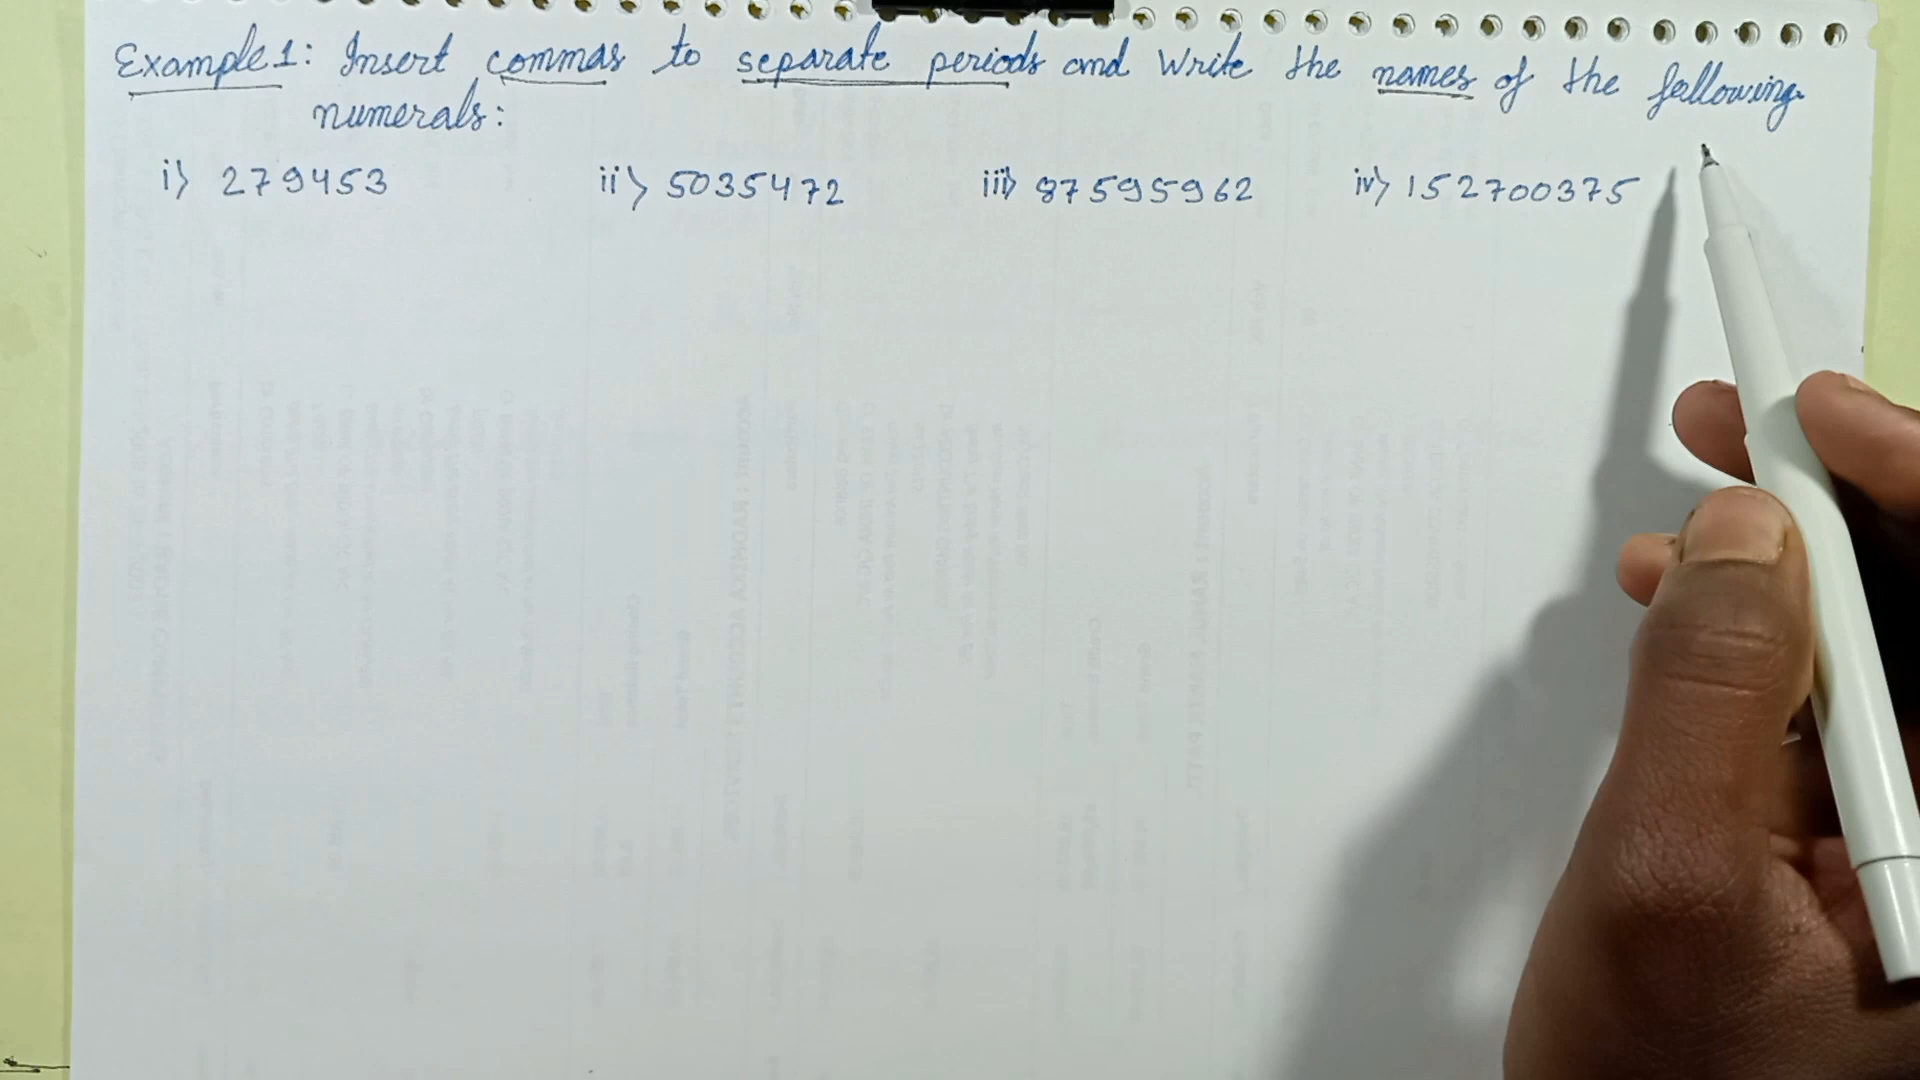 Example 1: Insert commas to separate periods and Write the names of the following
numerals:
i) 279453 ii) 5035472 iii) 87595962 iv) 152700375